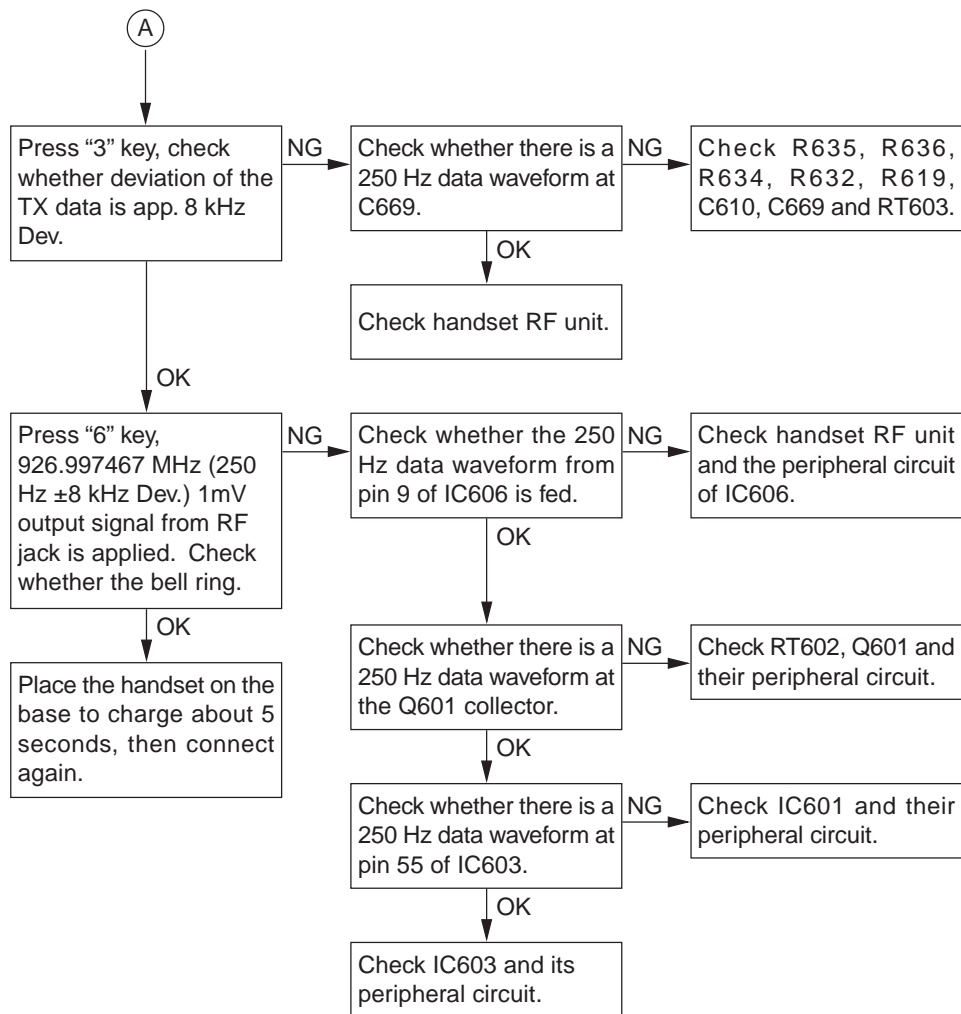 A
Press “3” key, check
whether deviation of the
TX data is app. 8 kHz
Dev.
NG
Check whether there is a
250 Hz data waveform at
C669.
NG
Check R635, R636,
R634, R632, R619,
C610, C669 and RT603.
OK
Check handset RF unit.
OK
Press “6” key,
926.997467 MHz (250
Hz ±8 kHz Dev.) 1mV
output signal from RF
jack is applied. Check
whether the bell ring.
NG
Check whether the 250
Hz data waveform from
pin 9 of IC606 is fed.
NG
Check handset RF unit
and the peripheral circuit
of IC606.
OK
OK
Place the handset on the
base to charge about 5
seconds, then connect
again.
Check whether there is a
250 Hz data waveform at
the Q601 collector.
NG
Check RT602, Q601 and
their peripheral circuit.
OK
Check whether there is a
250 Hz data waveform at
pin 55 of IC603.
NG
Check IC601 and their
peripheral circuit.
OK
Check IC603 and its
peripheral circuit.